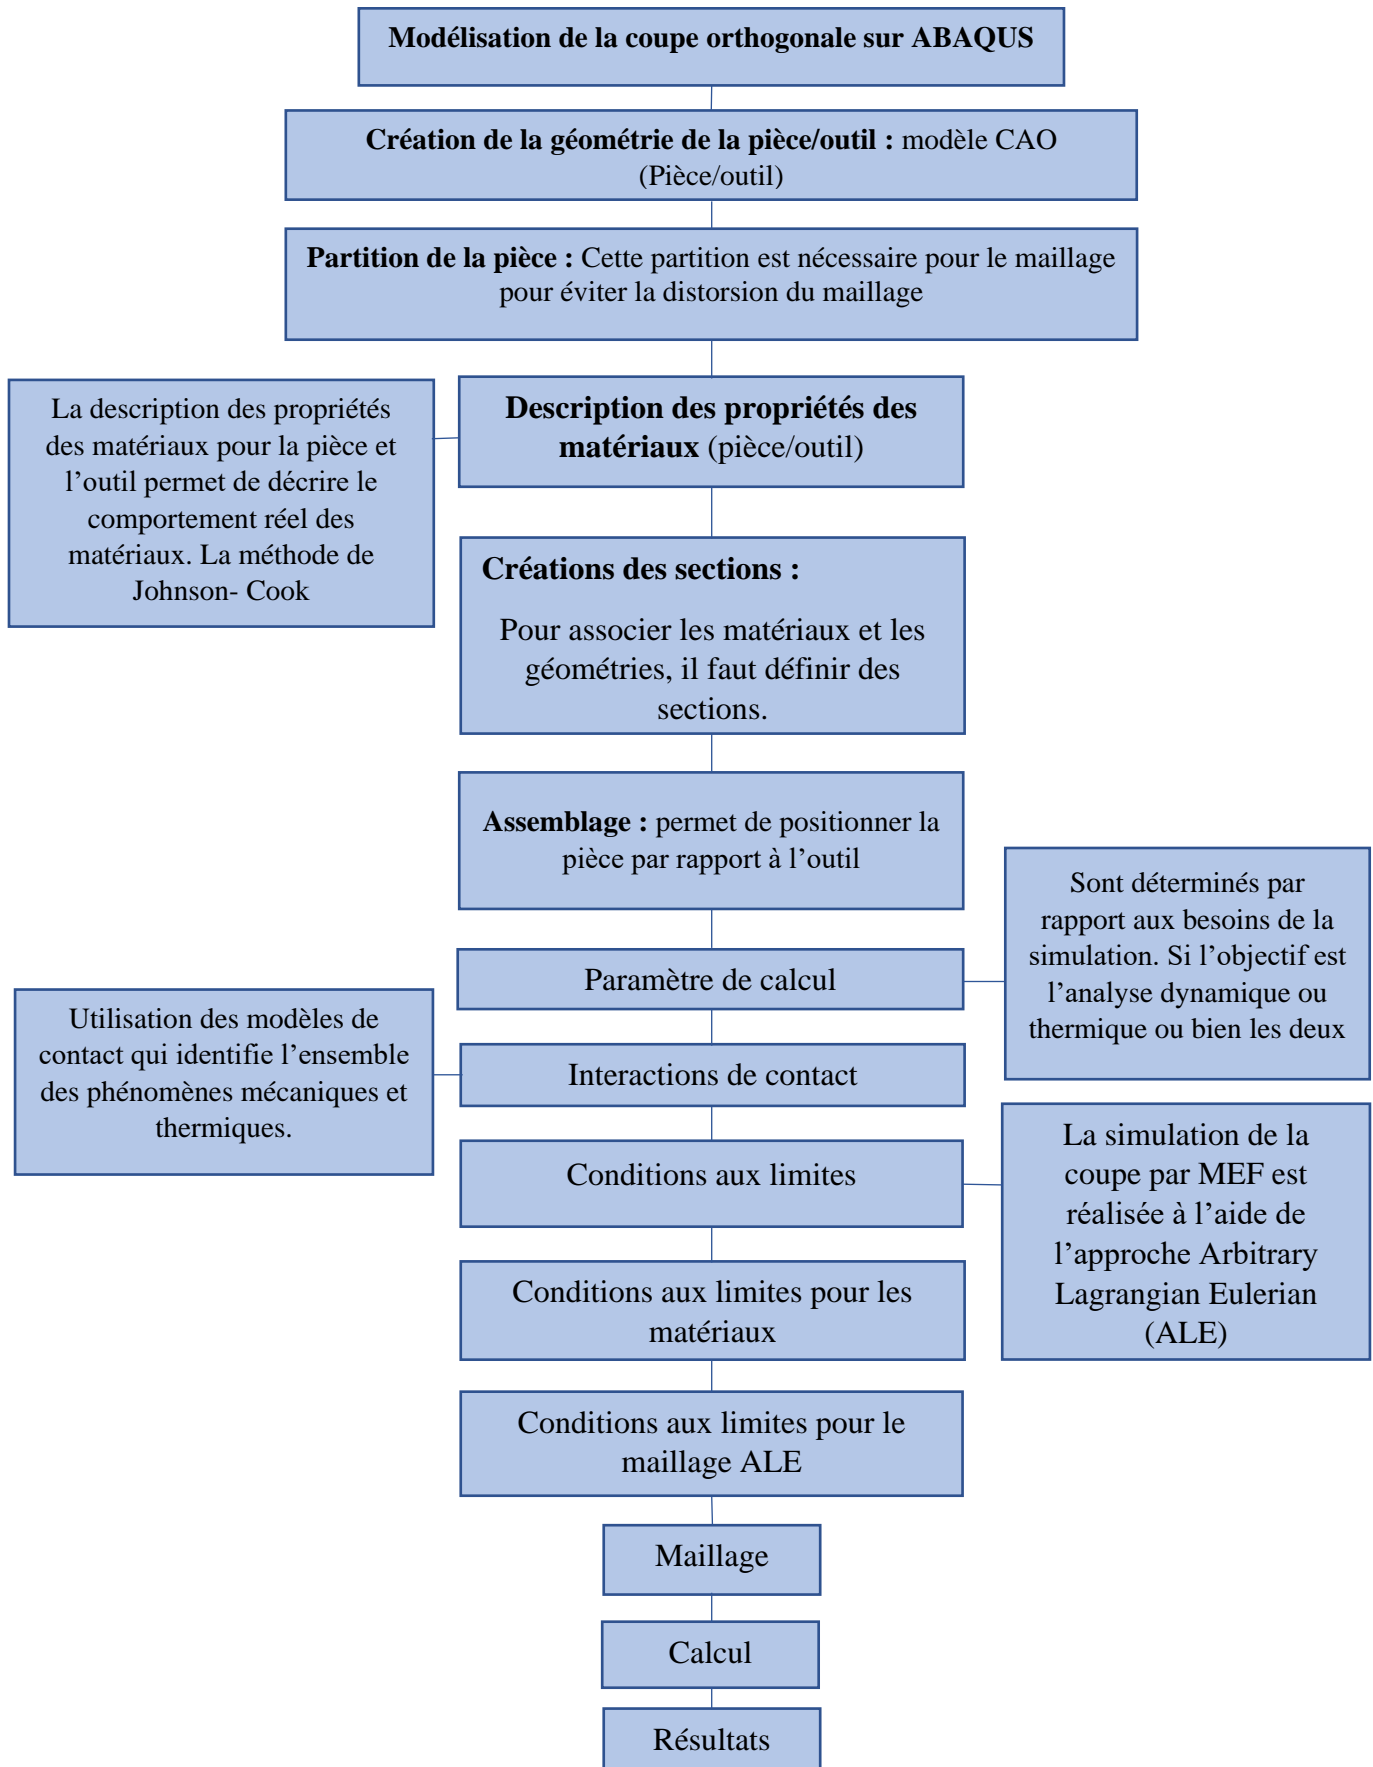 Modélisation de la coupe orthogonale sur ABAQUS
Création de la géométrie de la pièce/outil : modèle CAO
(Pièce/outil)
Partition de la pièce : Cette partition est nécessaire pour le maillage
pour éviter la distorsion du maillage
La description des propriétés
des matériaux pour la pièce et
l’outil permet de décrire le
comportement réel des
matériaux. La méthode de
Johnson- Cook
Description des propriétés des
matériaux (pièce/outil)
Créations des sections :
Pour associer les matériaux et les
géométries, il faut définir des
sections.
Assemblage : permet de positionner la
pièce par rapport à l’outil
Sont déterminés par
rapport aux besoins de la
simulation. Si l’objectif est
l’analyse dynamique ou
thermique ou bien les deux
Paramètre de calcul
Utilisation des modèles de
contact qui identifie l’ensemble
des phénomènes mécaniques et
thermiques.
Interactions de contact
Conditions aux limites
La simulation de la
coupe par MEF est
réalisée à l’aide de
l’approche Arbitrary
Lagrangian Eulerian
(ALE)
Conditions aux limites pour les
matériaux
Conditions aux limites pour le
maillage ALE
Maillage
Calcul
Résultats